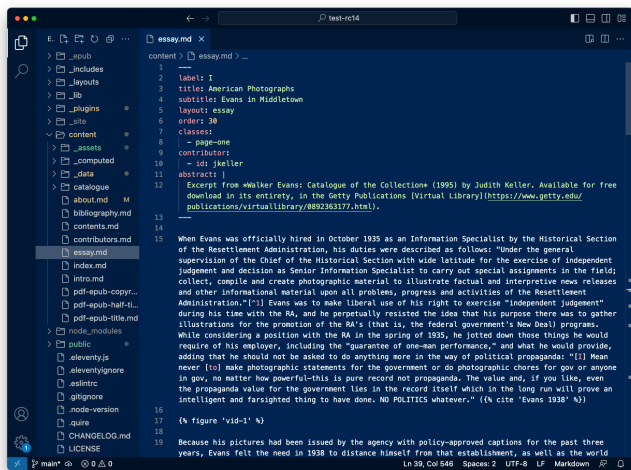 test-rc14
E...
essay.md
content > essay.md > ...
_epub
_includes
_layouts
_lib
_plugins
_site
content
_assets
_computed
_data
catalogue
about.md M
bibliography.md
contents.md
contributors.md
essay.md
index.md
intro.md
pdf-epub-copyr...
pdf-epub-half-ti...
pdf-epub-title.md
node_modules
public
.eleventy.js
.eleventyignore
.eslintrc
.gitignore
.node-version
.quire
CHANGELOG.md
LICENSE
1 ---
2 label: I
3 title: American Photographs
4 subtitle: Evans in Middletown
5 layout: essay
6 order: 30
7 classes:
8 - page-one
9 contributor:
10 - id: jkeller
11 abstract: |
12 Excerpt from *Walker Evans: Catalogue of the Collection* (1995) by Judith Keller. Available for free
download in its entirety, in the Getty Publications [Virtual Library](https://www.getty.edu/
publications/virtuallibrary/0892363177.html).
13 ---
14
15 When Evans was officially hired in October 1935 as an Information Specialist by the Historical Section
of the Resettlement Administration, his duties were described as follows: "Under the general
supervision of the Chief of the Historical Section with wide latitude for the exercise of independent
judgement and decision as Senior Information Specialist to carry out special assignments in the field;
collect, compile and create photographic material to illustrate factual and interpretive news releases
and other informational material upon all problems, progress and activities of the Resettlement
Administration."[^1] Evans was to make liberal use of his right to exercise "independent judgement"
during his time with the RA, and he perpetually resisted the idea that his purpose there was to gather
illustrations for the promotion of the RA's (that is, the federal government's New Deal) programs.
While considering a position with the RA in the spring of 1935, he jotted down those things he would
require of his employer, including the "guarantee of one-man performance," and what he would provide,
adding that he should not be asked to do anything more in the way of political propaganda: "[I] Mean
never [to] make photographic statements for the government or do photographic chores for gov or anyone
in gov, no matter how powerful—this is pure record not propaganda. The value and, if you like, even
the propaganda value for the government lies in the record itself which in the long run will prove an
intelligent and farsighted thing to have done. NO POLITICS whatever." ({% cite 'Evans 1938' %})
16
17 {% figure 'vid-1' %}
18
19 Because his pictures had been issued by the agency with policy-approved captions for the past three
years, Evans felt the need in 1938 to distance himself from that establishment, as well as the world
1
main* 0 0 Ln 39, Col 546 Spaces: 2 UTF-8 LF Markdown